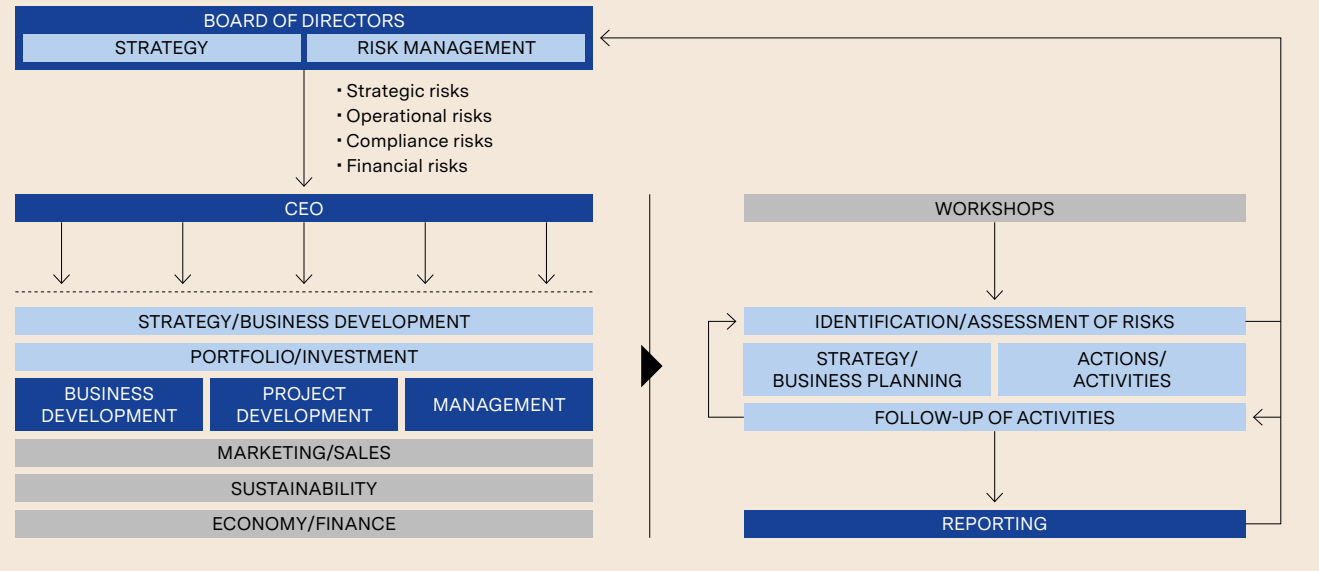 BOARD OF DIRECTORS
STRATEGY
RISK MANAGEMENT
· Strategic risks
· Operational risks
· Compliance risks
· Financial risks
CEO
STRATEGY/BUSINESS DEVELOPMENT
PORTFOLIO/INVESTMENT
BUSINESS
DEVELOPMENT
PROJECT
DEVELOPMENT
MANAGEMENT
MARKETING/SALES
SUSTAINABILITY
ECONOMY/FINANCE
WORKSHOPS
IDENTIFICATION/ASSESSMENT OF RISKS
STRATEGY/
BUSINESS PLANNING
ACTIONS/
ACTIVITIES
FOLLOW-UP OF ACTIVITIES
REPORTING